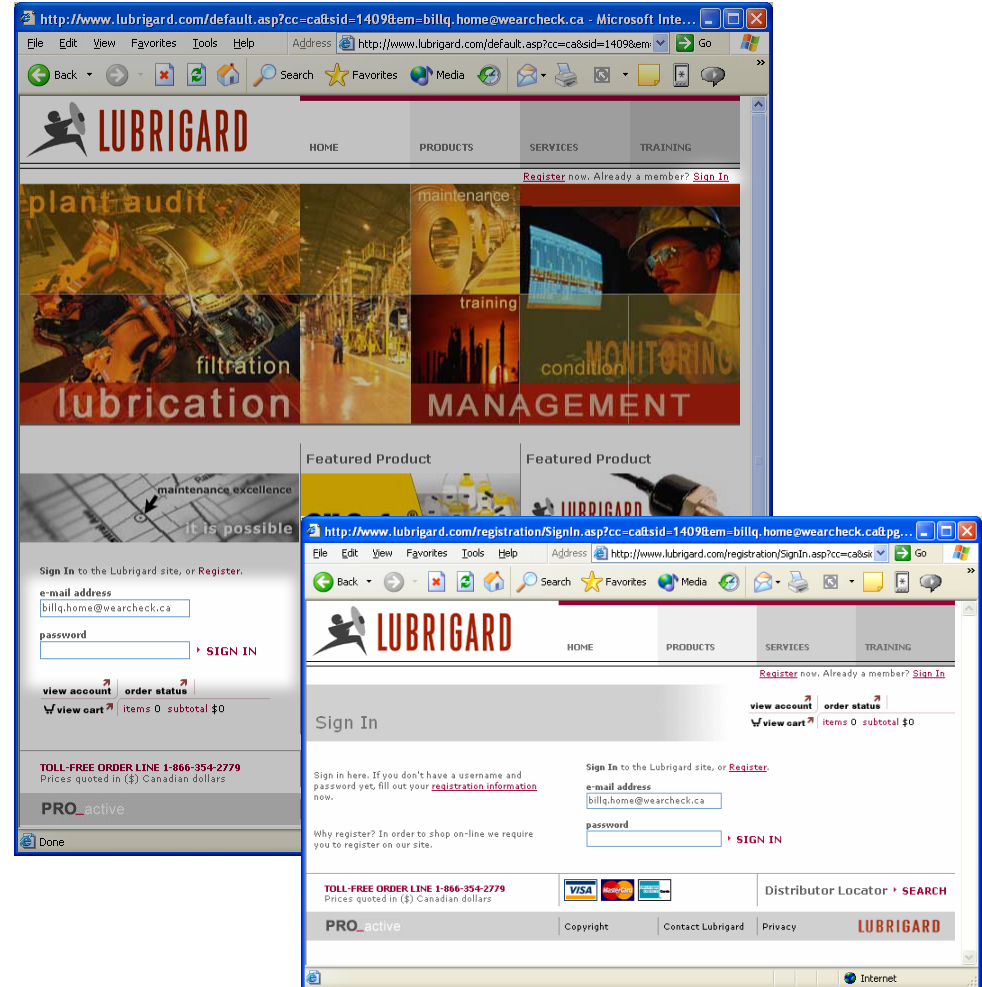 http://www.lubrigard.com/default.asp?cc=ca&sid=1409&em=billq.home@wearcheck.ca - Microsoft Inte...
File Edit View Favorites Tools Help Address http://www.lubrigard.com/default.asp?cc=ca&sid=1409&em= Go
Back Search Favorites Media
LUBRIGARD
HOME PRODUCTS SERVICES TRAINING
Register now. Already a member? Sign In
plant audit
maintenance
training
filtration
condition MONITORING
lubrication MANAGEMENT
Featured Product Featured Product
maintenance excellence
it is possible
LUBRIGARD
Sign In to the Lubrigard site, or Register.
e-mail address
billq.home@wearcheck.ca
password
SIGN IN
view account order status
view cart items 0 subtotal $0
TOLL-FREE ORDER LINE 1-866-354-2779
Prices quoted in ($) Canadian dollars
PRO_active
Done
http://www.lubrigard.com/registration/SignIn.asp?cc=ca&sid=1409&em=billq.home@wearcheck.ca&pg...
File Edit View Favorites Tools Help Address http://www.lubrigard.com/registration/SignIn.asp?cc=ca&si Go
Back Search Favorites Media
LUBRIGARD
HOME PRODUCTS SERVICES TRAINING
Register now. Already a member? Sign In
view account order status
view cart items 0 subtotal $0
Sign In
Sign in here. If you don't have a username and
password yet, fill out your registration information
now.
Why register? In order to shop on-line we require
you to register on our site.
Sign In to the Lubrigard site, or Register.
e-mail address
billq.home@wearcheck.ca
password
SIGN IN
TOLL-FREE ORDER LINE 1-866-354-2779
Prices quoted in ($) Canadian dollars
VISA MasterCard
Distributor Locator SEARCH
PRO_active
Copyright Contact Lubrigard Privacy LUBRIGARD
Internet